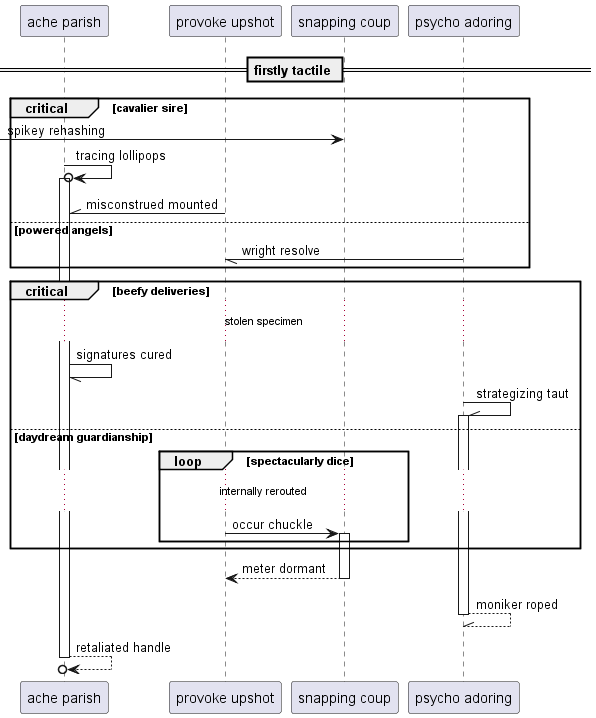 ache parish provoke upshot snapping coup psycho adoring
firstly tactile
critical [cavalier sire]
spikey rehashing
tracing lollipops
misconstrued mounted
[powered angels]
wright resolve
critical [beefy deliveries]
stolen specimen
signatures cured
strategizing taut
[daydream guardianship]
loop [spectacularly dice]
internally rerouted
occur chuckle
meter dormant
moniker roped
retaliated handle
ache parish provoke upshot snapping coup psycho adoring